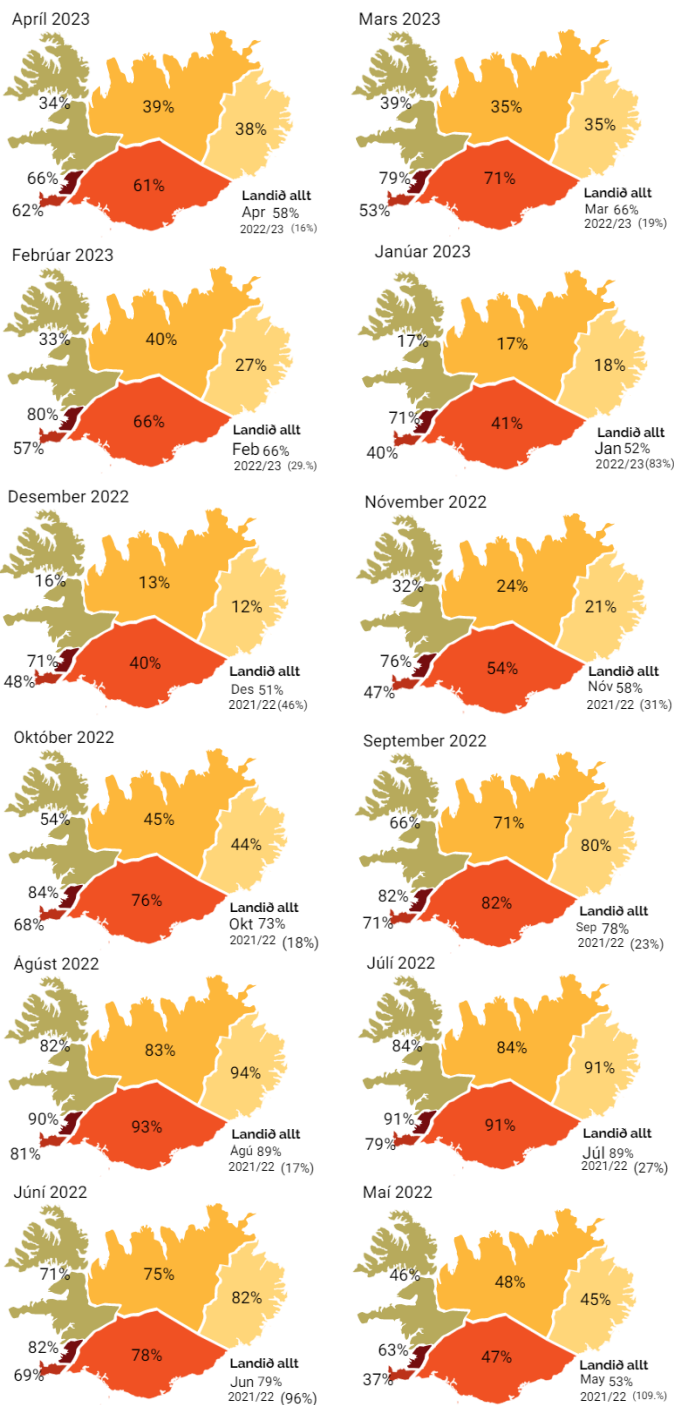 Apríl 2023
34%
39%
38%
66%
61%
62%
Landið allt
Apr 58%
2022/23 (16%)
Mars 2023
39%
35%
35%
79%
71%
53%
Landið allt
Mar 66%
2022/23 (19%)
Febrúar 2023
33%
40%
27%
80%
66%
57%
Landið allt
Feb 66%
2022/23 (29.%)
Janúar 2023
17%
17%
18%
71%
41%
40%
Landið allt
Jan 52%
2022/23(83%)
Desember 2022
16%
13%
12%
71%
40%
48%
Landið allt
Des 51%
2021/22(46%)
Nóvember 2022
32%
24%
21%
76%
54%
47%
Landið allt
Nóv 58%
2021/22 (31%)
Október 2022
54%
45%
44%
84%
76%
68%
Landið allt
Okt 73%
2021/22 (18%)
September 2022
66%
71%
80%
82%
82%
71%
Landið allt
Sep 78%
2021/22 (23%)
Ágúst 2022
82%
83%
94%
90%
93%
81%
Landið allt
Ágú 89%
2021/22 (17%)
Júlí 2022
84%
84%
91%
91%
91%
79%
Landið allt
Júl 89%
2021/22 (27%)
Júní 2022
71%
75%
82%
82%
78%
69%
Landið allt
Jun 79%
2021/22 (96%)
Maí 2022
46%
48%
45%
63%
47%
37%
Landið allt
May 53%
2021/22 (109.%)